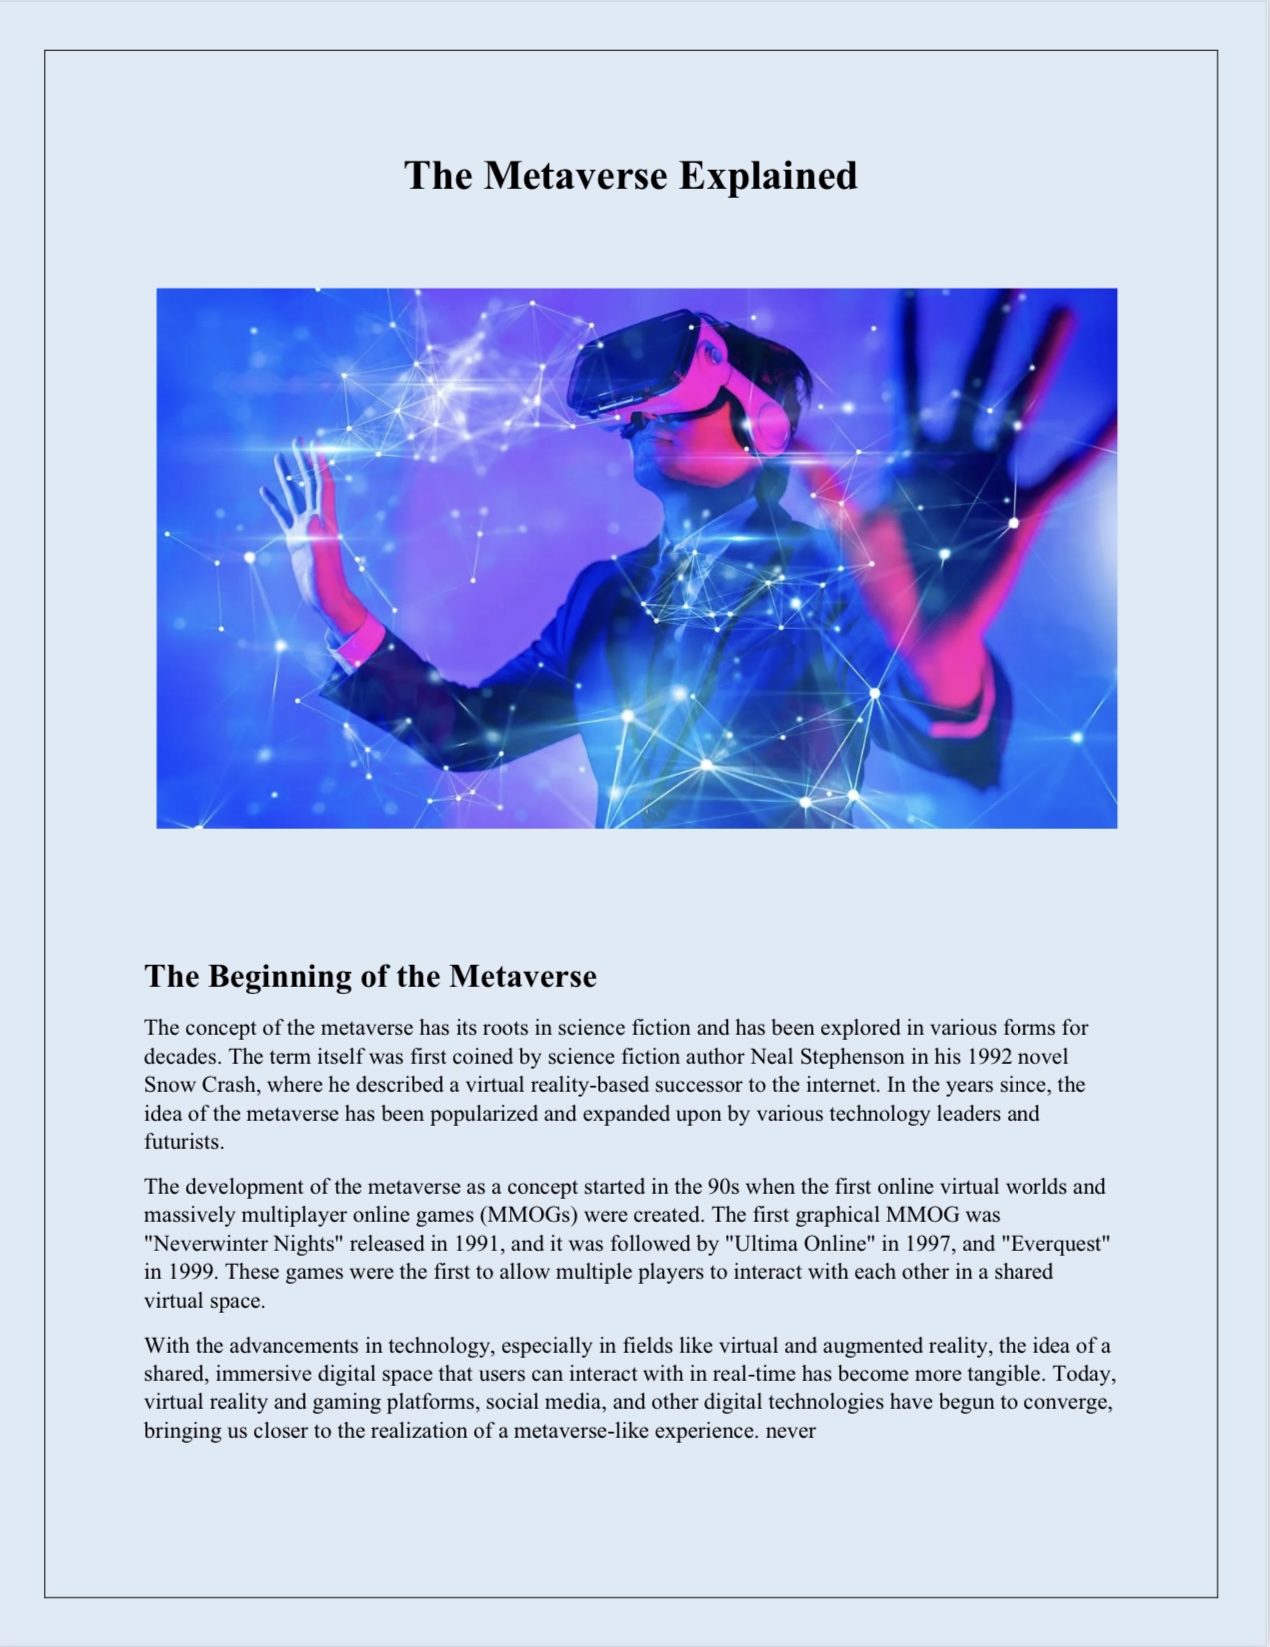 The Metaverse Explained
The Beginning of the Metaverse
The concept of the metaverse has its roots in science fiction and has been explored in various forms for
decades. The term itself was first coined by science fiction author Neal Stephenson in his 1992 novel
Snow Crash, where he described a virtual reality-based successor to the internet. In the years since, the
idea of the metaverse has been popularized and expanded upon by various technology leaders and
futurists.
The development of the metaverse as a concept started in the 90s when the first online virtual worlds and
massively multiplayer online games (MMOGs) were created. The first graphical MMOG was
"Neverwinter Nights" released in 1991, and it was followed by "Ultima Online" in 1997, and "Everquest"
in 1999. These games were the first to allow multiple players to interact with each other in a shared
virtual space.
With the advancements in technology, especially in fields like virtual and augmented reality, the idea of a
shared, immersive digital space that users can interact with in real-time has become more tangible. Today,
virtual reality and gaming platforms, social media, and other digital technologies have begun to converge,
bringing us closer to the realization of a metaverse-like experience. never